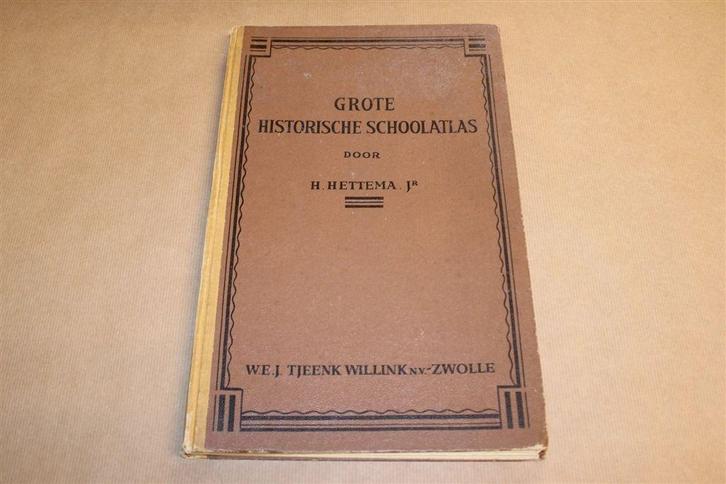 GROTE
HISTORISCHE SCHOOLATLAS
DOOR
H. HETTEMA. JR
W.E.J. TJEENK WILLINK N.V.-ZWOLLE